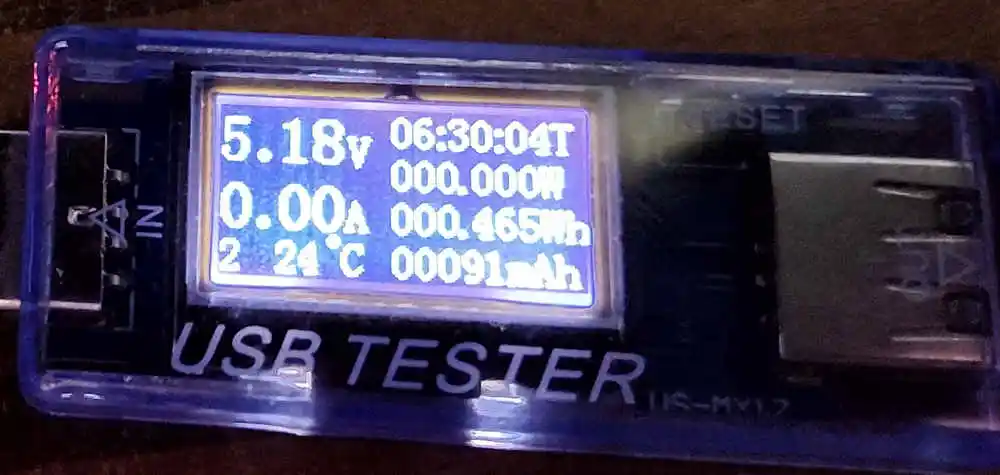 5.18V
0.00A
2 24°C
06:30:04T
000.000W
000.465Wh
00091mAh
IN
USB TESTER